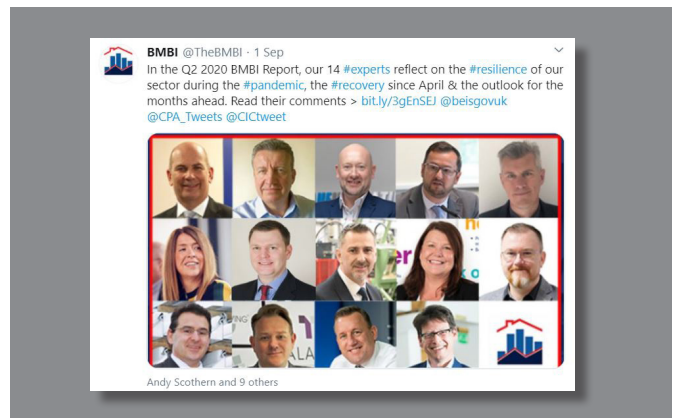 BMBI @TheBMBI · 1 Sep
In the Q2 2020 BMBI Report, our 14 #experts reflect on the #resilience of our
sector during the #pandemic, the #recovery since April & the outlook for the
months ahead. Read their comments > bit.ly/3gEnSEJ @beisgovuk
@CPA_Tweets @CICtweet
Andy Scothern and 9 others